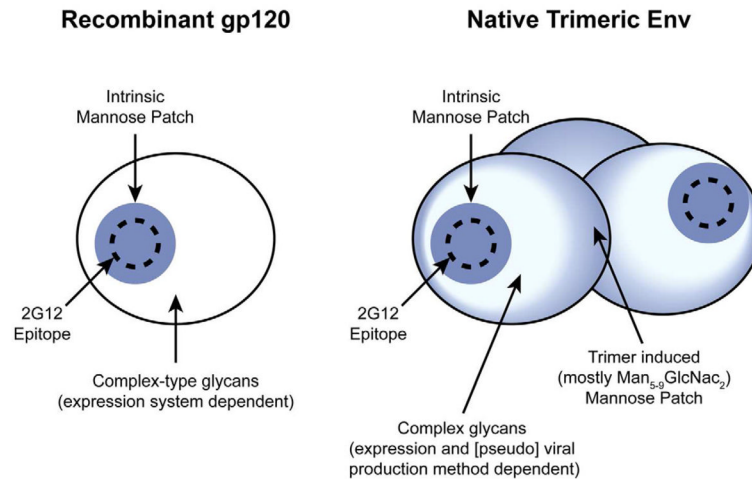 Recombinant gp120
Intrinsic
Mannose Patch
2G12
Epitope
Complex-type glycans
(expression system dependent)
Native Trimeric Env
Intrinsic
Mannose Patch
2G12
Epitope
Trimer induced
(mostly Man5-9GlcNac2)
Mannose Patch
Complex glycans
(expression and [pseudo] viral
production method dependent)